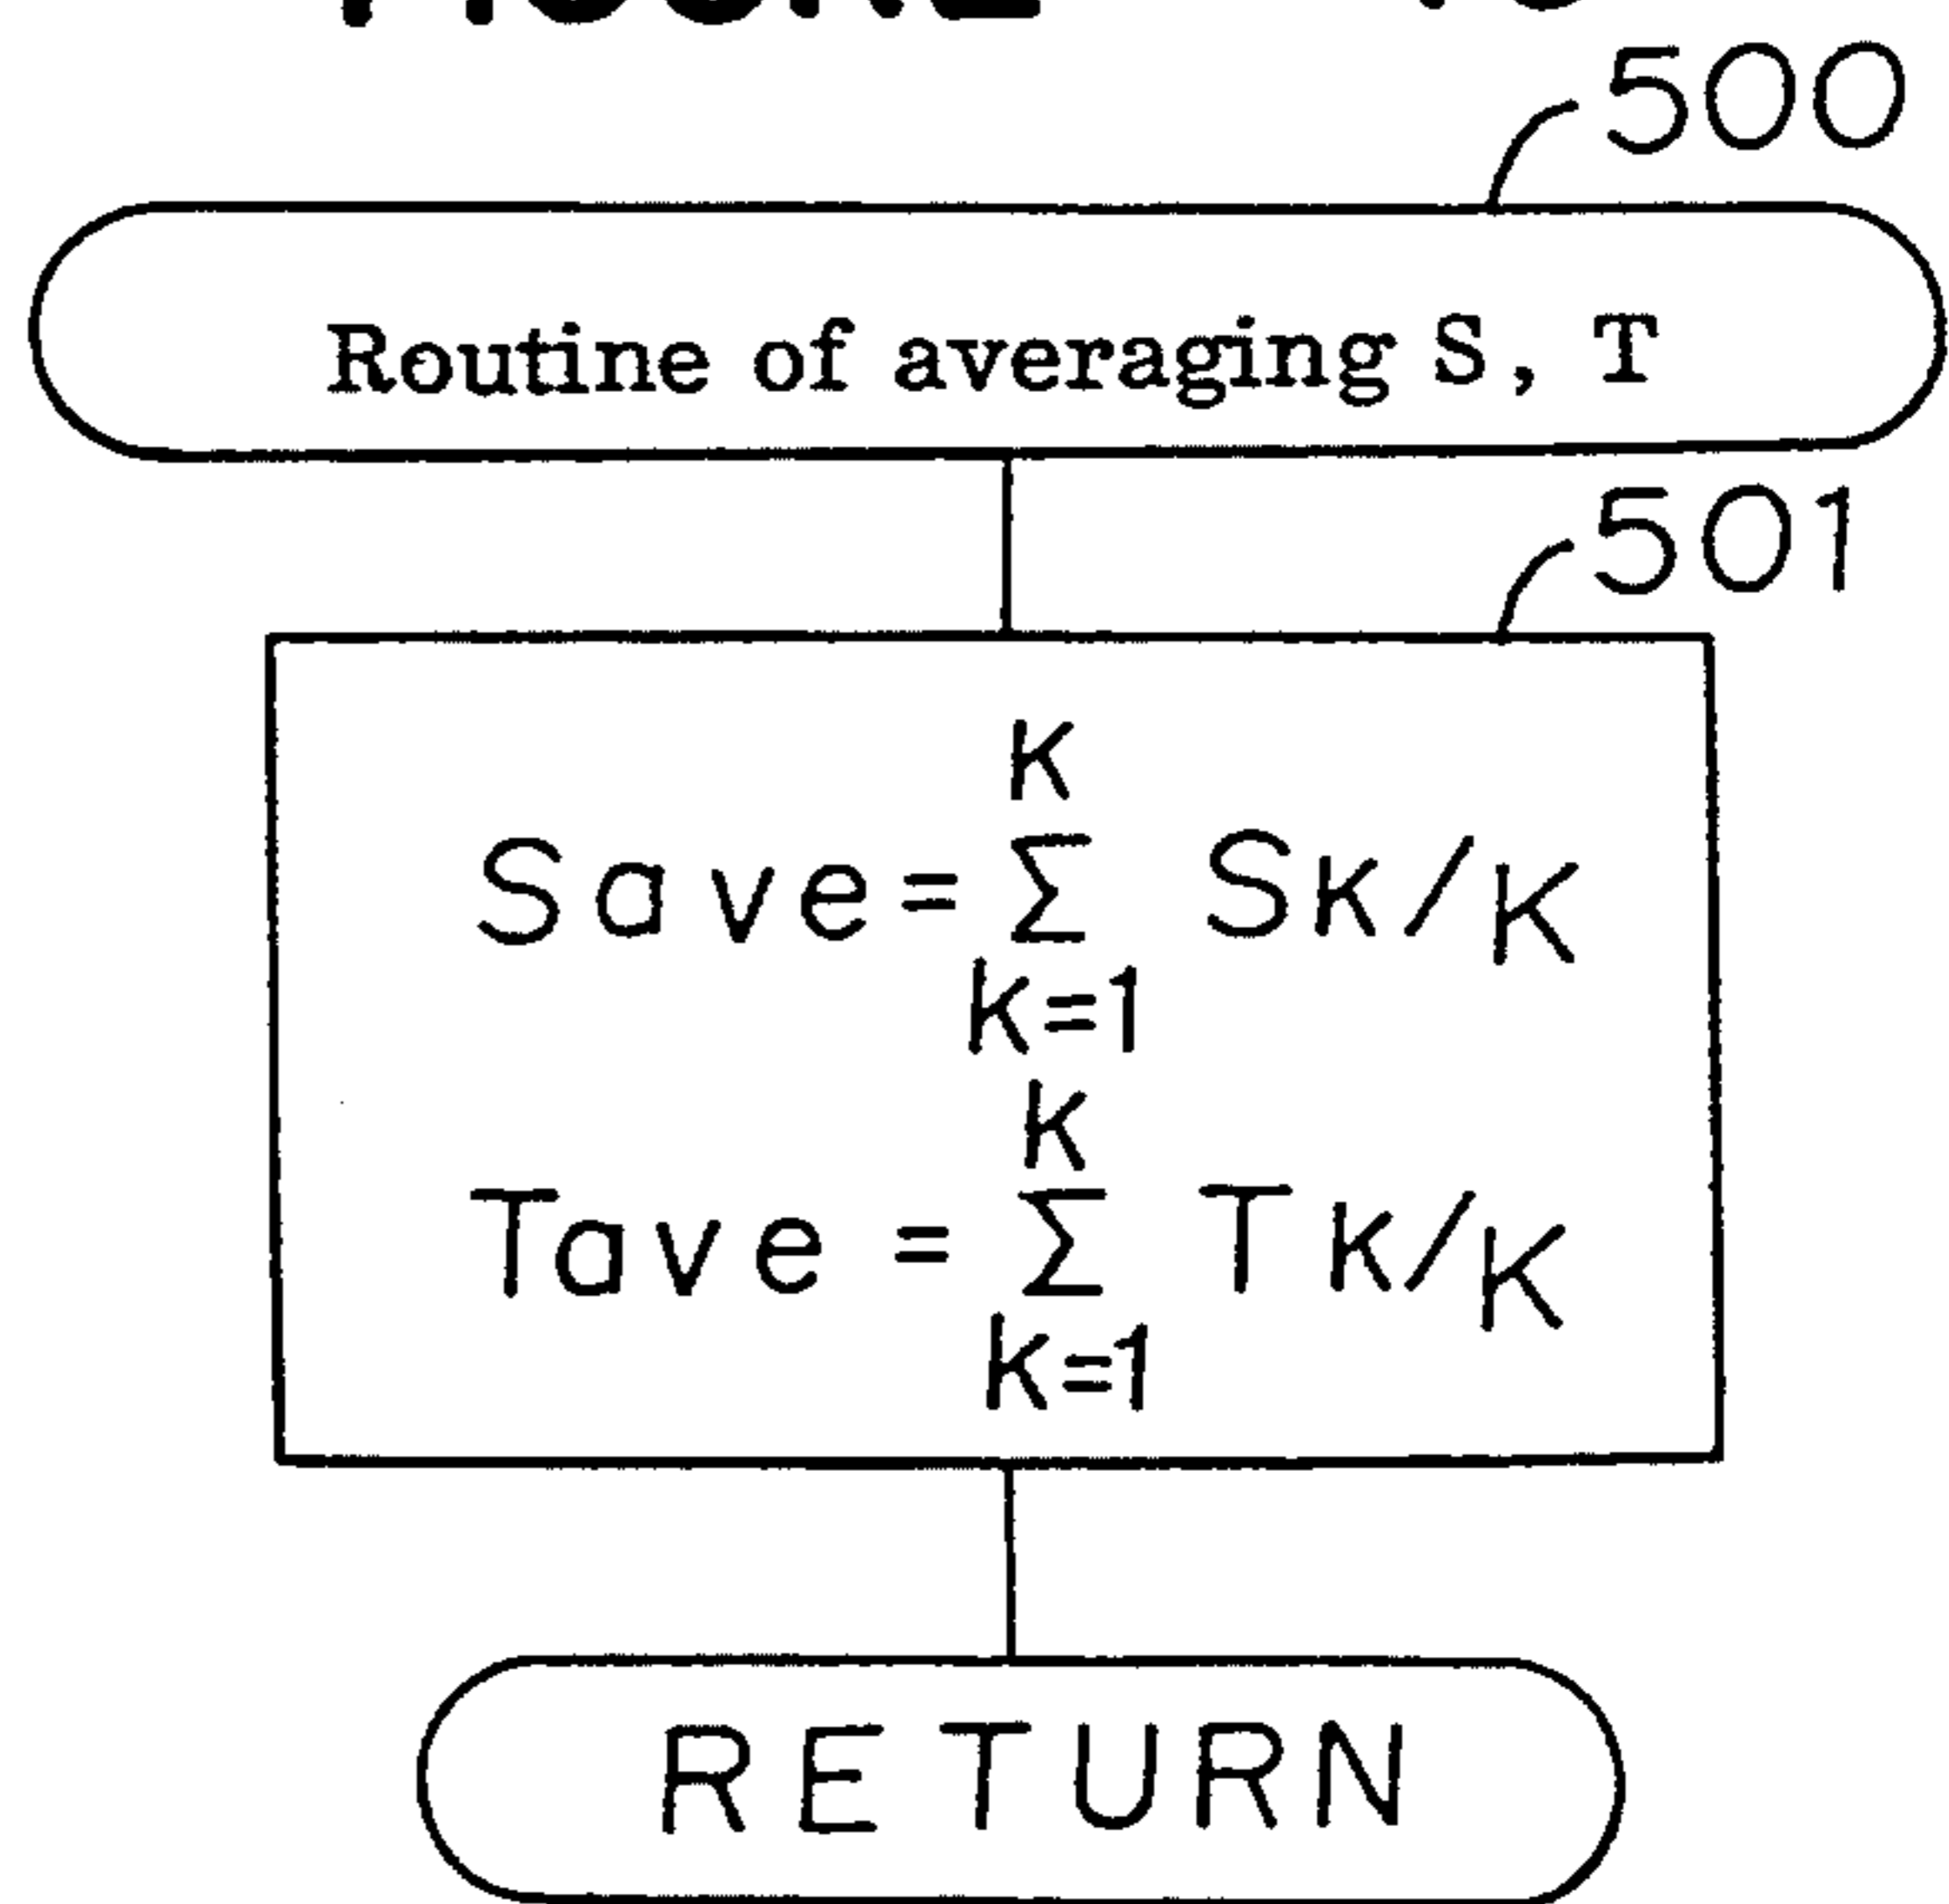 500
Routine of averaging S, T
501
K
Save = Σ Sk/K
k=1
K
Tave = Σ Tk/K
k=1
RETURN